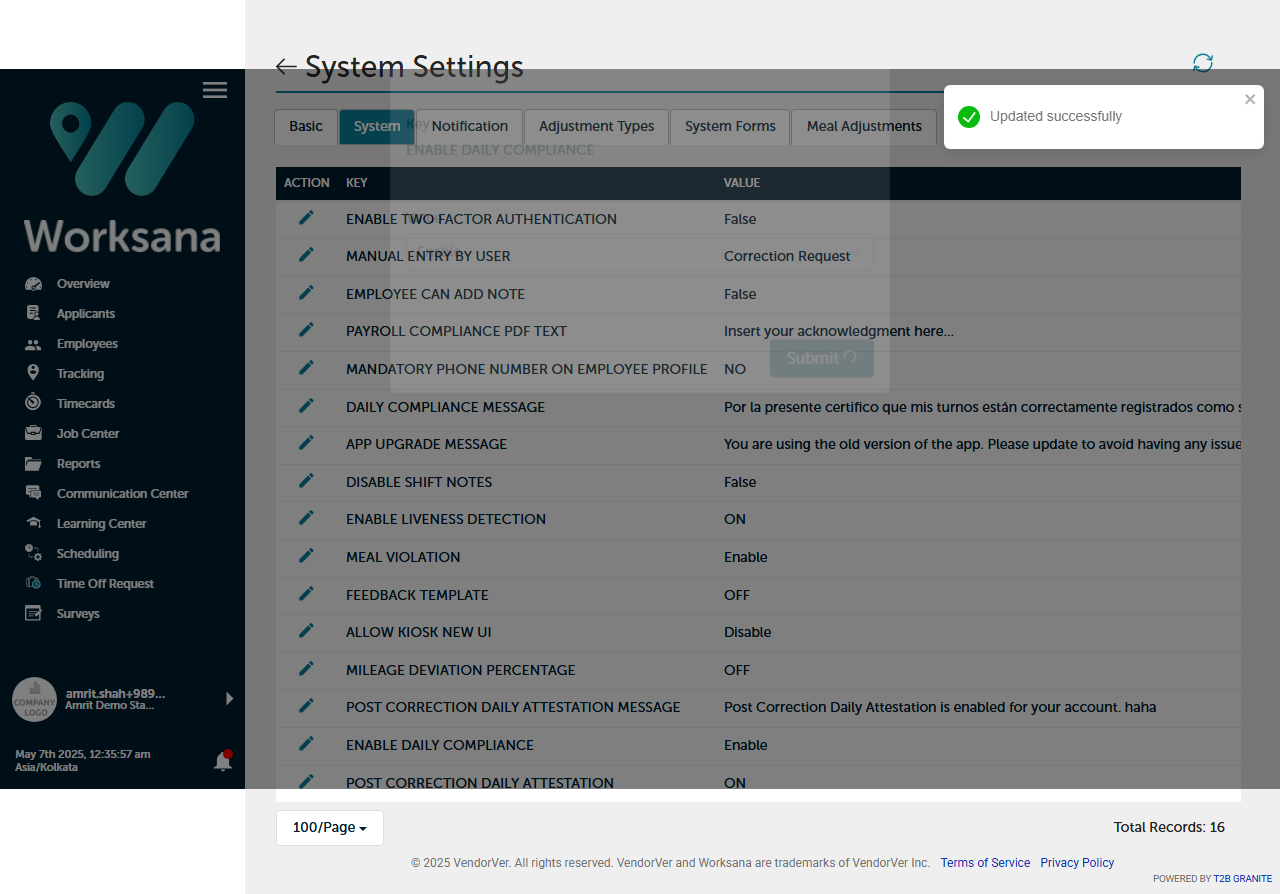 System Settings
Updated successfully
Basic
System
Notification
Adjustment Types
System Forms
Meal Adjustments
Key
ENABLE DAILY COMPLIANCE
Enable
Submit
ACTION KEY VALUE
ENABLE TWO FACTOR AUTHENTICATION False
MANUAL ENTRY BY USER Correction Request
EMPLOYEE CAN ADD NOTE False
PAYROLL COMPLIANCE PDF TEXT Insert your acknowledgment here...
MANDATORY PHONE NUMBER ON EMPLOYEE PROFILE NO
DAILY COMPLIANCE MESSAGE Por la presente certifico que mis turnos están correctamente registrados como s
APP UPGRADE MESSAGE You are using the old version of the app. Please update to avoid having any issue
DISABLE SHIFT NOTES False
ENABLE LIVENESS DETECTION ON
MEAL VIOLATION Enable
FEEDBACK TEMPLATE OFF
ALLOW KIOSK NEW UI Disable
MILEAGE DEVIATION PERCENTAGE OFF
POST CORRECTION DAILY ATTESTATION MESSAGE Post Correction Daily Attestation is enabled for your account. haha
ENABLE DAILY COMPLIANCE Enable
POST CORRECTION DAILY ATTESTATION ON
Worksana
Overview
Applicants
Employees
Tracking
Timecards
Job Center
Reports
Communication Center
Learning Center
Scheduling
Time Off Request
Surveys
COMPANY
LOGO
amrit.shah+989...
Amrit Demo Sta...
May 7th 2025, 12:35:57 am
Asia/Kolkata
100/Page
Total Records: 16
© 2025 VendorVer. All rights reserved. VendorVer and Worksana are trademarks of VendorVer Inc. Terms of Service Privacy Policy
POWERED BY T2B GRANITE